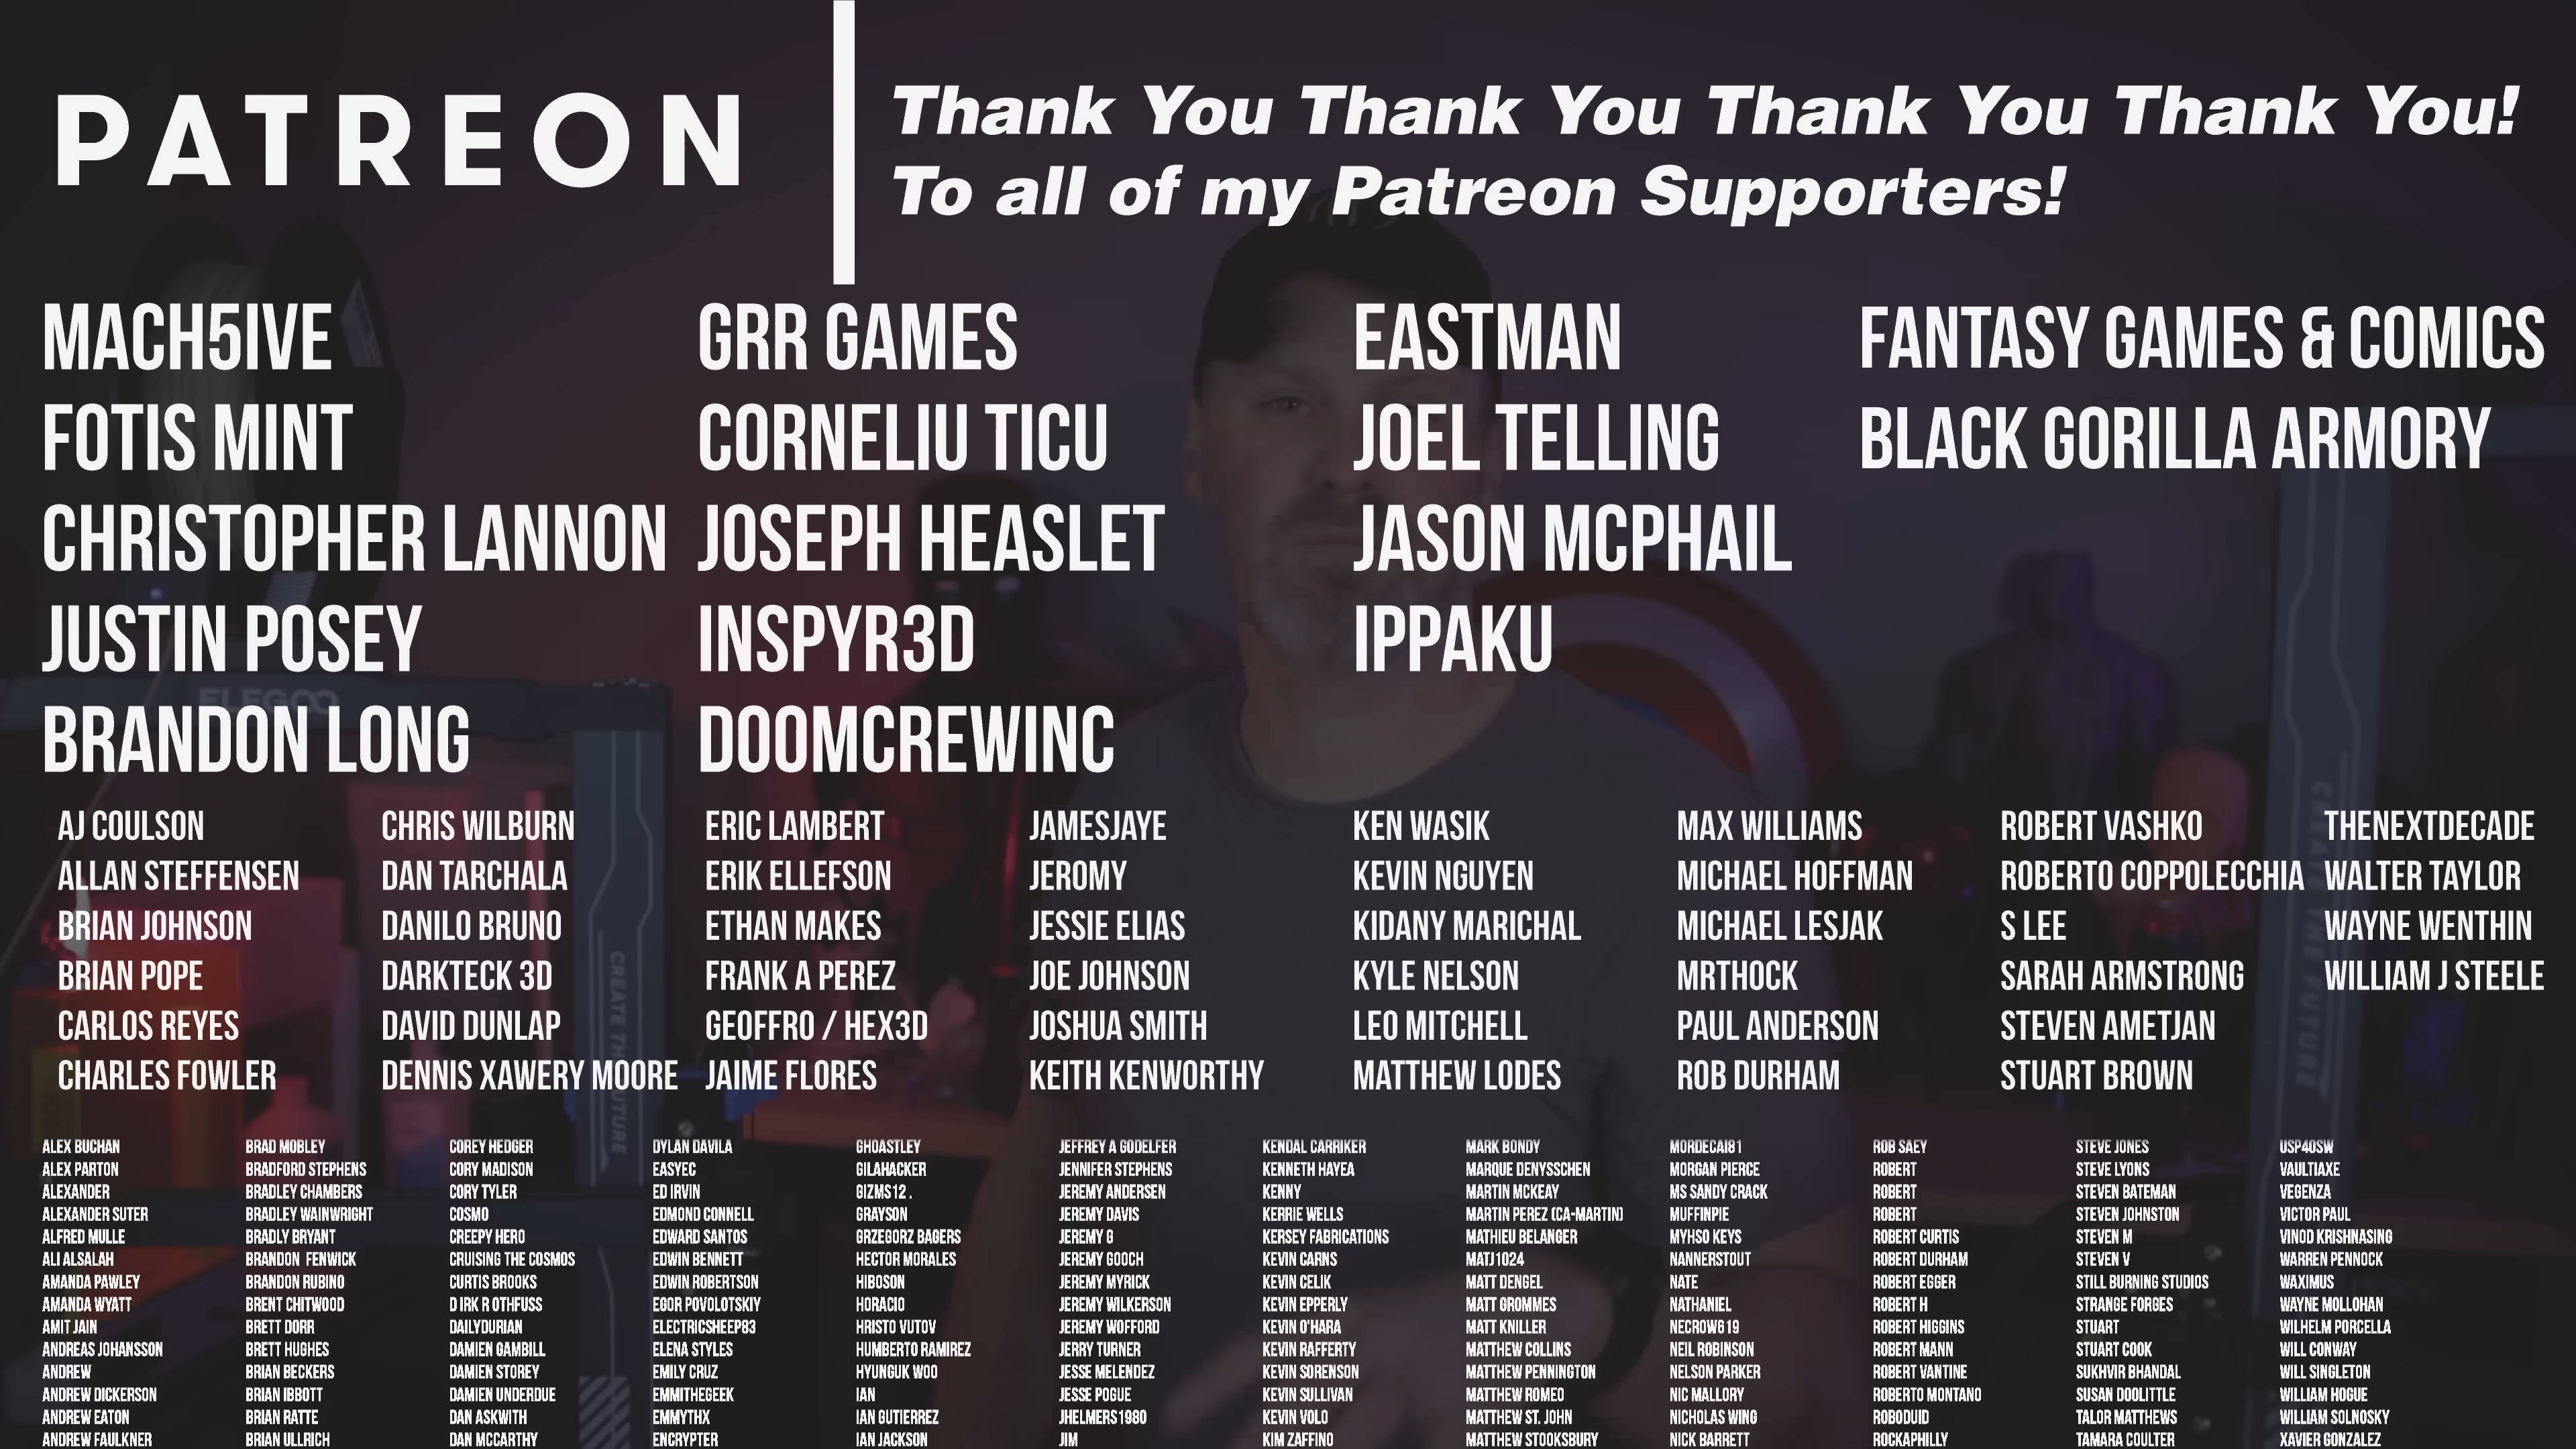 PATREON
Thank You Thank You Thank You Thank You!
To all of my Patreon Supporters!
MACH5IVE
FOTIS MINT
CHRISTOPHER LANNON
JUSTIN POSEY
BRANDON LONG
GRR GAMES
CORNELIU TICU
JOSEPH HEASLET
INSPYR3D
DOOMCREWINC
EASTMAN
JOEL TELLING
JASON MCPHAIL
IPPAKU
FANTASY GAMES & COMICS
BLACK GORILLA ARMORY
ELEGOO
AJ COULSON
ALLAN STEFFENSEN
BRIAN JOHNSON
BRIAN POPE
CARLOS REYES
CHARLES FOWLER
CHRIS WILBURN
DAN TARCHALA
DANILO BRUNO
DARKTECK 3D
DAVID DUNLAP
DENNIS XAWERY MOORE
ERIC LAMBERT
ERIK ELLEFSON
ETHAN MAKES
FRANK A PEREZ
GEOFFRO / HEX3D
JAIME FLORES
JAMESJAYE
JEROMY
JESSIE ELIAS
JOE JOHNSON
JOSHUA SMITH
KEITH KENWORTHY
KEN WASIK
KEVIN NGUYEN
KIDANY MARICHAL
KYLE NELSON
LEO MITCHELL
MATTHEW LODES
MAX WILLIAMS
MICHAEL HOFFMAN
MICHAEL LESJAK
MRTHOCK
PAUL ANDERSON
ROB DURHAM
ROBERT VASHKO
ROBERTO COPPOLECCHIA
S LEE
SARAH ARMSTRONG
STEVEN AMETJAN
STUART BROWN
THENEXTDECADE
WALTER TAYLOR
WAYNE WENTHIN
WILLIAM J STEELE
CREATE THE FUTURE
CREATE THE FUTURE
ALEX BUCHAN
ALEX PARTON
ALEXANDER
ALEXANDER SUTER
ALFRED MULLE
ALI ALSALAH
AMANDA PAWLEY
AMANDA WYATT
AMIT JAIN
ANDREAS JOHANSSON
ANDREW
ANDREW DICKERSON
ANDREW EATON
ANDREW FAULKNER
BRAD MOBLEY
BRADFORD STEPHENS
BRADLEY CHAMBERS
BRADLEY WAINWRIGHT
BRADLY BRYANT
BRANDON FENWICK
BRANDON RUBINO
BRENT CHITWOOD
BRETT DORR
BRETT HUGHES
BRIAN BECKERS
BRIAN IBBOTT
BRIAN RATTE
BRIAN ULLRICH
COREY HEDGER
CORY MADISON
CORY TYLER
COSMO
CREEPY HERO
CRUISING THE COSMOS
CURTIS BROOKS
D IRK R OTHFUSS
DAILYDURIAN
DAMIEN GAMBILL
DAMIEN STOREY
DAMIEN UNDERDUE
DAN ASKWITH
DAN MCCARTHY
DYLAN DAVILA
EASYEC
ED IRVIN
EDMOND CONNELL
EDWARD SANTOS
EDWIN BENNETT
EDWIN ROBERTSON
EGOR POVOLOTSKIY
ELECTRICSHEEP83
ELENA STYLES
EMILY CRUZ
EMMITHEGEEK
EMMYTHX
ENCRYPTER
GHOASTLEY
GILAHACKER
GIZMS12 .
GRAYSON
GRZEGORZ BAGERS
HECTOR MORALES
HIBOSON
HORACIO
HRISTO VUTOV
HUMBERTO RAMIREZ
HYUNGUK WOO
IAN
IAN GUTIERREZ
IAN JACKSON
JEFFREY A GODELFER
JENNIFER STEPHENS
JEREMY ANDERSEN
JEREMY DAVIS
JEREMY G
JEREMY GOOCH
JEREMY MYRICK
JEREMY WILKERSON
JEREMY WOFFORD
JERRY TURNER
JESSE MELENDEZ
JESSE POGUE
JHELMERS1980
JIM
KENDAL CARRIKER
KENNETH HAYEA
KENNY
KERRIE WELLS
KERSEY FABRICATIONS
KEVIN CARNS
KEVIN CELIK
KEVIN EPPERLY
KEVIN O'HARA
KEVIN RAFFERTY
KEVIN SORENSON
KEVIN SULLIVAN
KEVIN VOLO
KIM ZAFFINO
MARK BONDY
MARQUE DENYSSCHEN
MARTIN MCKEAY
MARTIN PEREZ (CA-MARTIN)
MATHIEU BELANGER
MATJ1024
MATT DENGEL
MATT GROMMES
MATT KNILLER
MATTHEW COLLINS
MATTHEW PENNINGTON
MATTHEW ROMEO
MATTHEW ST. JOHN
MATTHEW STOOKSBURY
MORDECAI81
MORGAN PIERCE
MS SANDY CRACK
MUFFINPIE
MYHSO KEYS
NANNERSTOUT
NATE
NATHANIEL
NECROW619
NEIL ROBINSON
NELSON PARKER
NIC MALLORY
NICHOLAS WING
NICK BARRETT
ROB SAEY
ROBERT
ROBERT
ROBERT
ROBERT CURTIS
ROBERT DURHAM
ROBERT EGGER
ROBERT H
ROBERT HIGGINS
ROBERT MANN
ROBERT VANTINE
ROBERTO MONTANO
ROBODUID
ROCKAPHILLY
STEVE JONES
STEVE LYONS
STEVEN BATEMAN
STEVEN JOHNSTON
STEVEN M
STEVEN V
STILL BURNING STUDIOS
STRANGE FORGES
STUART
STUART COOK
SUKHVIR BHANDAL
SUSAN DOOLITTLE
TALOR MATTHEWS
TAMARA COULTER
USP40SW
VAULTIAXE
VEGENZA
VICTOR PAUL
VINOD KRISHNASING
WARREN PENNOCK
WAXIMUS
WAYNE MOLLOHAN
WILHELM PORCELLA
WILL CONWAY
WILL SINGLETON
WILLIAM HOGUE
WILLIAM SOLNOSKY
XAVIER GONZALEZ